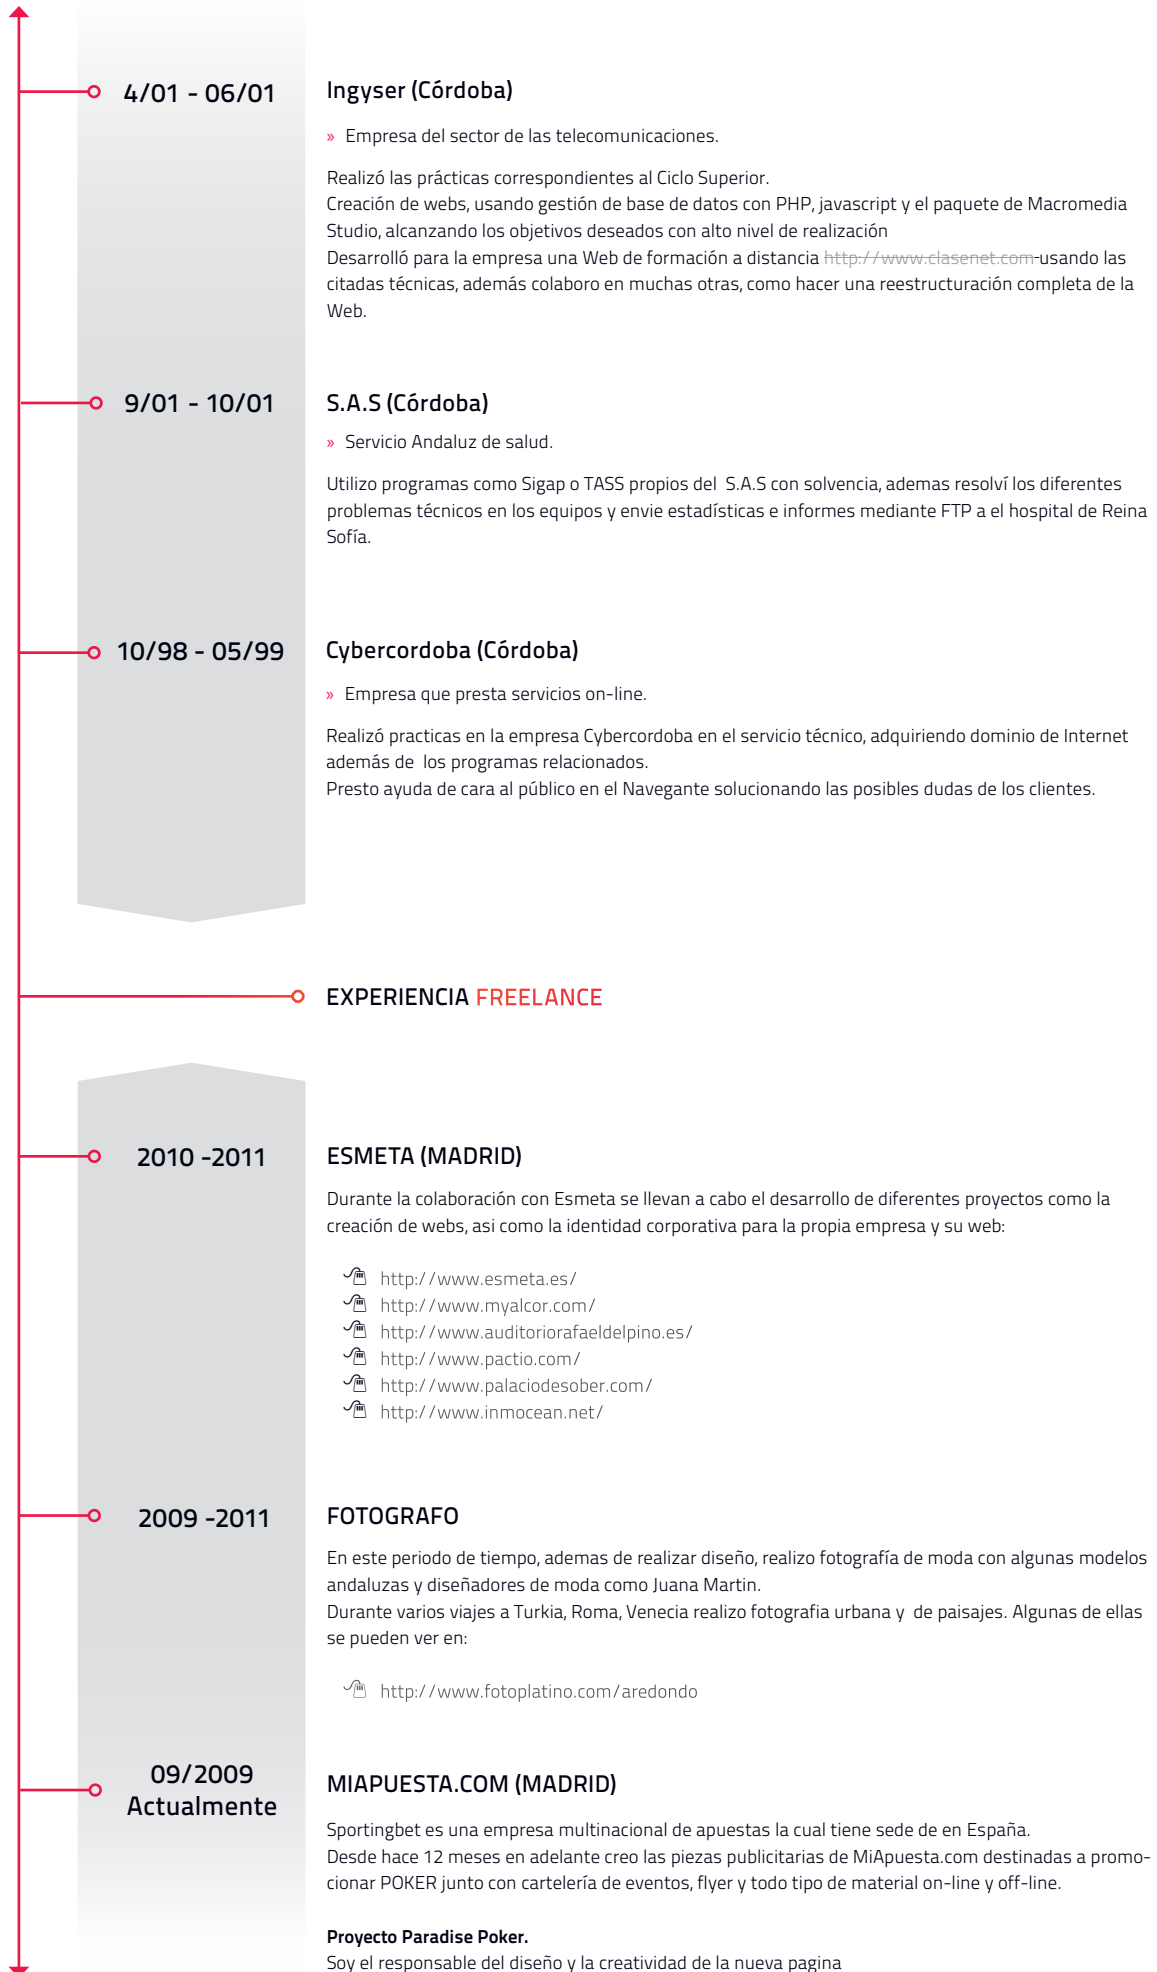 4/01 - 06/01
Ingyser (Córdoba)
» Empresa del sector de las telecomunicaciones.
Realizó las prácticas correspondientes al Ciclo Superior.
Creación de webs, usando gestión de base de datos con PHP, javascript y el paquete de Macromedia
Studio, alcanzando los objetivos deseados con alto nivel de realización
Desarrolló para la empresa una Web de formación a distancia http://www.clasenet.com usando las
citadas técnicas, además colaboro en muchas otras, como hacer una reestructuración completa de la
Web.
9/01 - 10/01
S.A.S (Córdoba)
» Servicio Andaluz de salud.
Utilizo programas como Sigap o TASS propios del S.A.S con solvencia, ademas resolví los diferentes
problemas técnicos en los equipos y envie estadísticas e informes mediante FTP a el hospital de Reina
Sofía.
10/98 - 05/99
Cybercordoba (Córdoba)
» Empresa que presta servicios on-line.
Realizó practicas en la empresa Cybercordoba en el servicio técnico, adquiriendo dominio de Internet
además de los programas relacionados.
Presto ayuda de cara al público en el Navegante solucionando las posibles dudas de los clientes.
EXPERIENCIA FREELANCE
2010 -2011
ESMETA (MADRID)
Durante la colaboración con Esmeta se llevan a cabo el desarrollo de diferentes proyectos como la
creación de webs, asi como la identidad corporativa para la propia empresa y su web:
http://www.esmeta.es/
http://www.myalcor.com/
http://www.auditoriorafaeldelpino.es/
http://www.pactio.com/
http://www.palaciodesober.com/
http://www.inmocean.net/
2009 -2011
FOTOGRAFO
En este periodo de tiempo, ademas de realizar diseño, realizo fotografía de moda con algunas modelos
andaluzas y diseñadores de moda como Juana Martin.
Durante varios viajes a Turkia, Roma, Venecia realizo fotografia urbana y de paisajes. Algunas de ellas
se pueden ver en:
http://www.fotoplatino.com/aredondo
09/2009
Actualmente
MIAPUESTA.COM (MADRID)
Sportingbet es una empresa multinacional de apuestas la cual tiene sede de en España.
Desde hace 12 meses en adelante creo las piezas publicitarias de MiApuesta.com destinadas a promo-
cionar POKER junto con cartelería de eventos, flyer y todo tipo de material on-line y off-line.
Proyecto Paradise Poker.
Soy el responsable del diseño y la creatividad de la nueva pagina